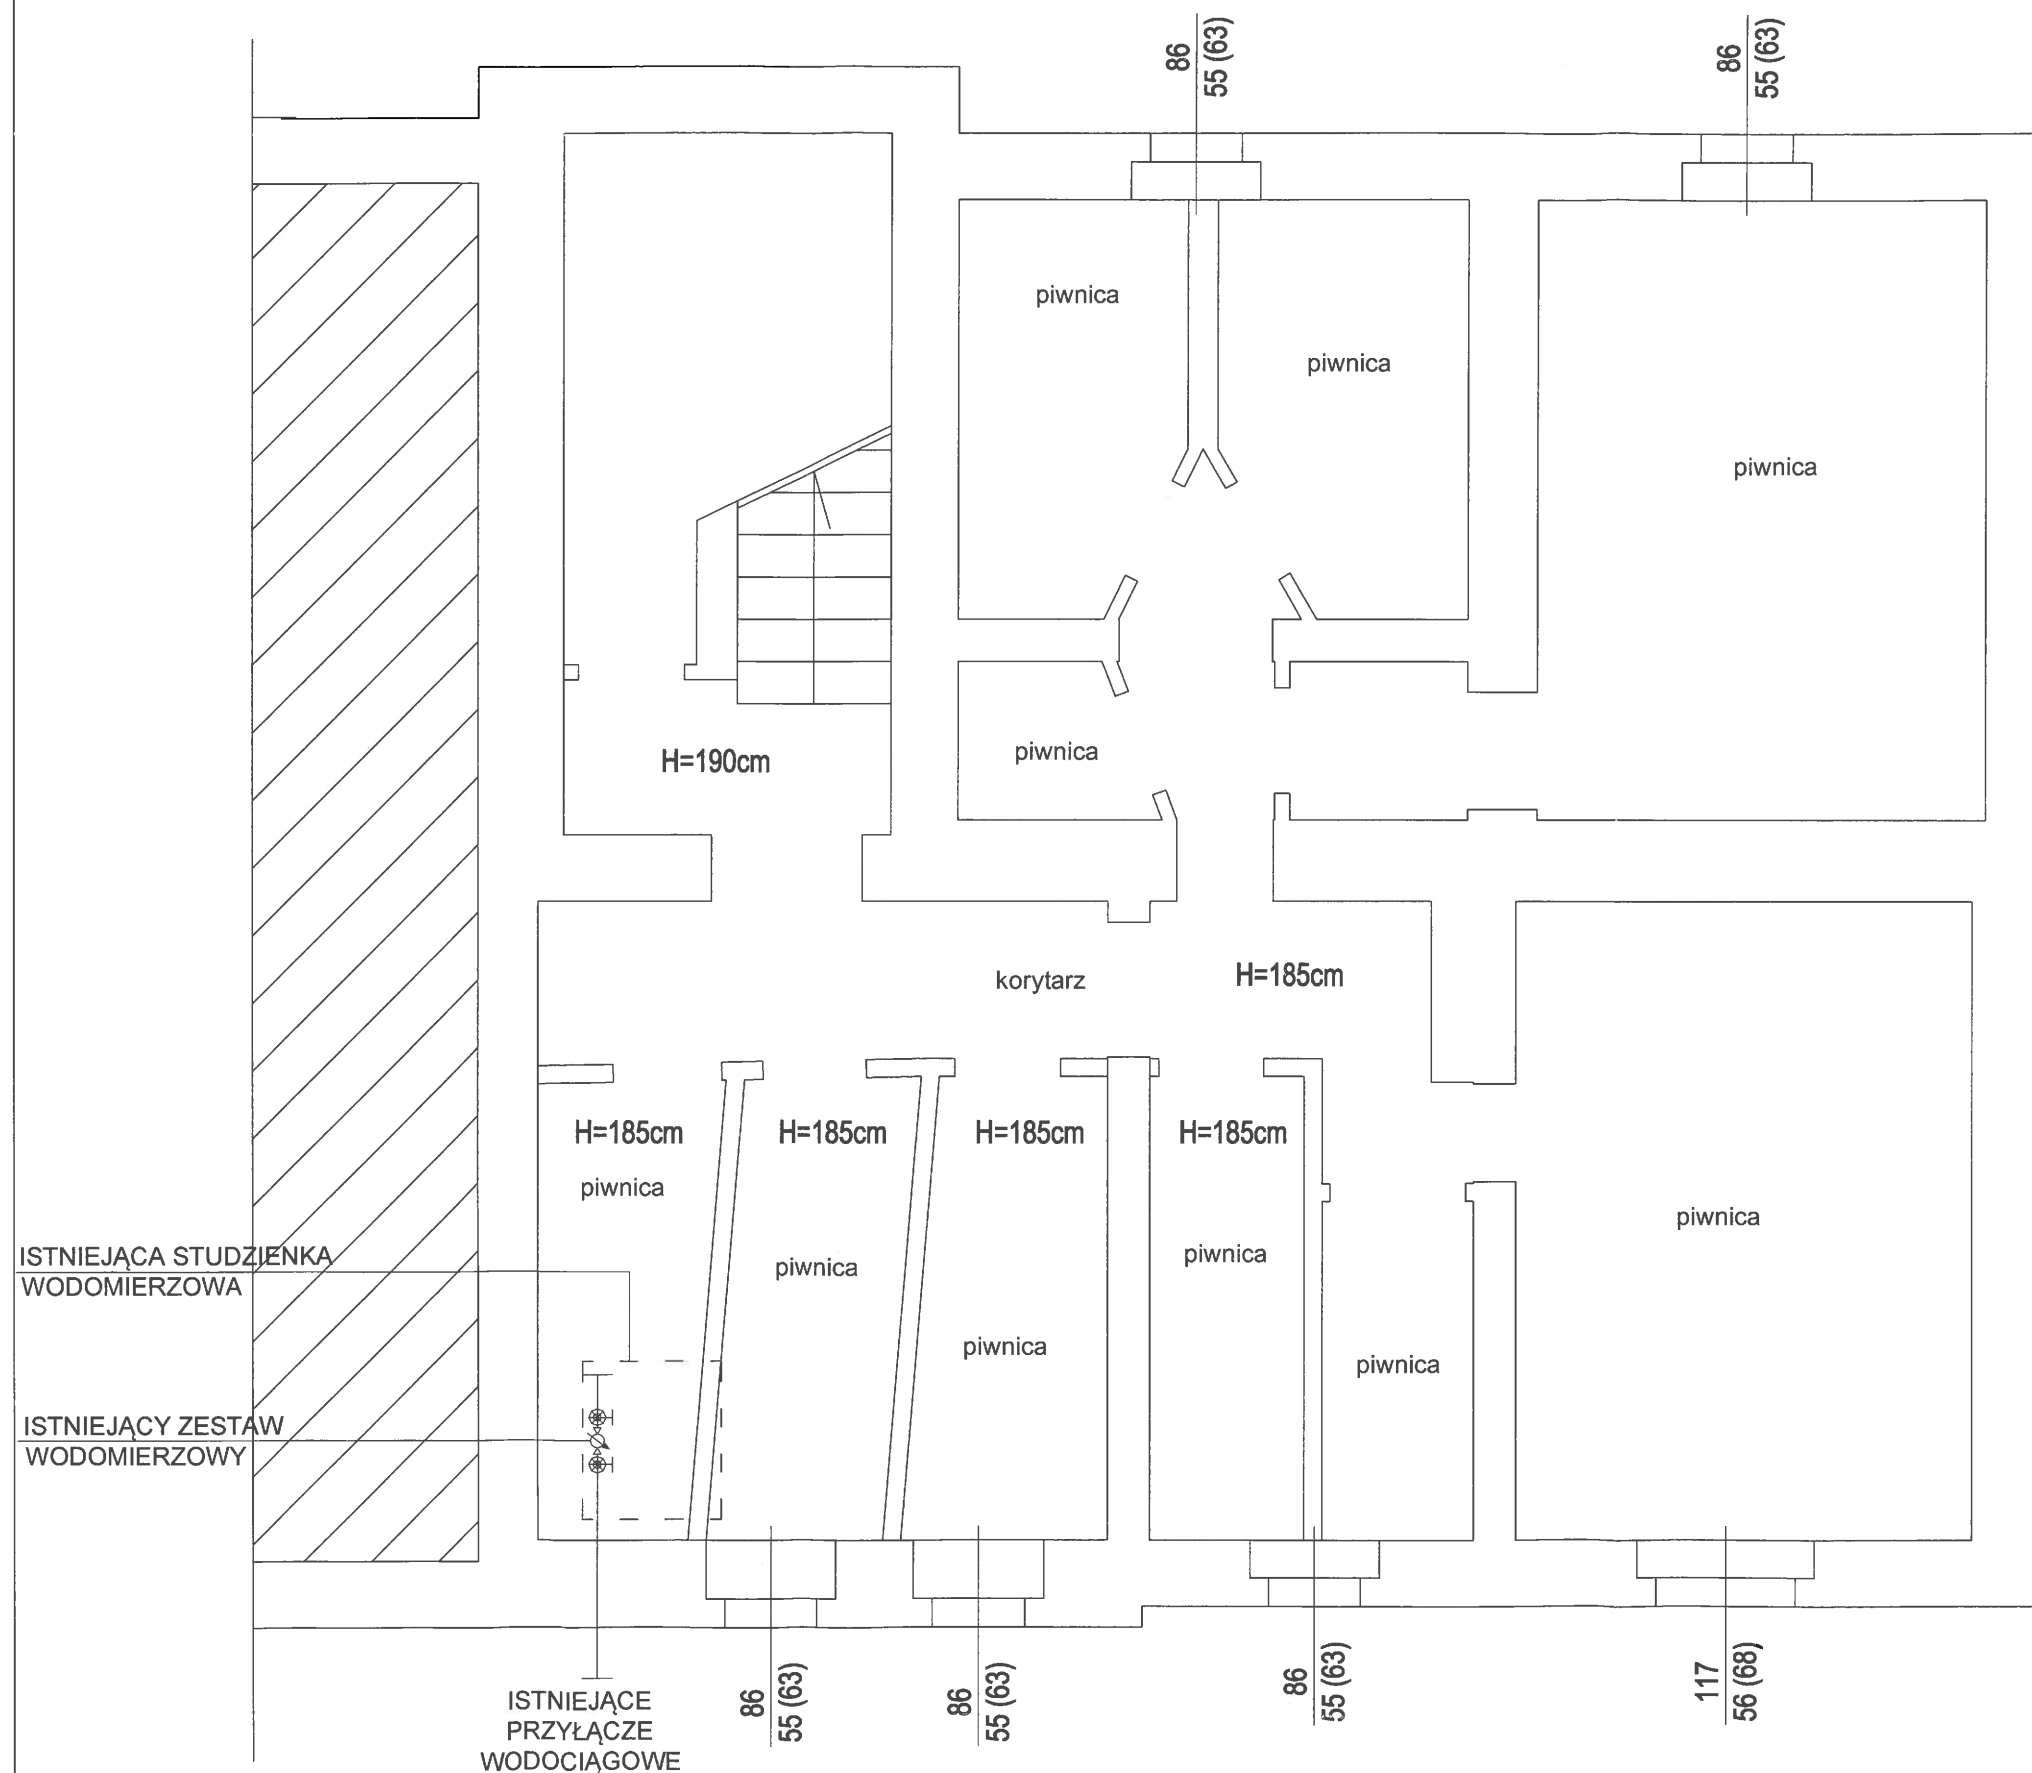 86
55 (63)
86
55 (63)
piwnica
piwnica
piwnica
piwnica
H=190cm
korytarz
H=185cm
H=185cm
H=185cm
H=185cm
H=185cm
piwnica
piwnica
piwnica
piwnica
piwnica
piwnica
ISTNIEJĄCA STUDZIENKA
WODOMIERZOWA
ISTNIEJĄCY ZESTAW
WODOMIERZOWY
ISTNIEJĄCE
PRZYŁĄCZE
WODOCIĄGOWE
86
55 (63)
86
55 (63)
86
55 (63)
117
56 (68)